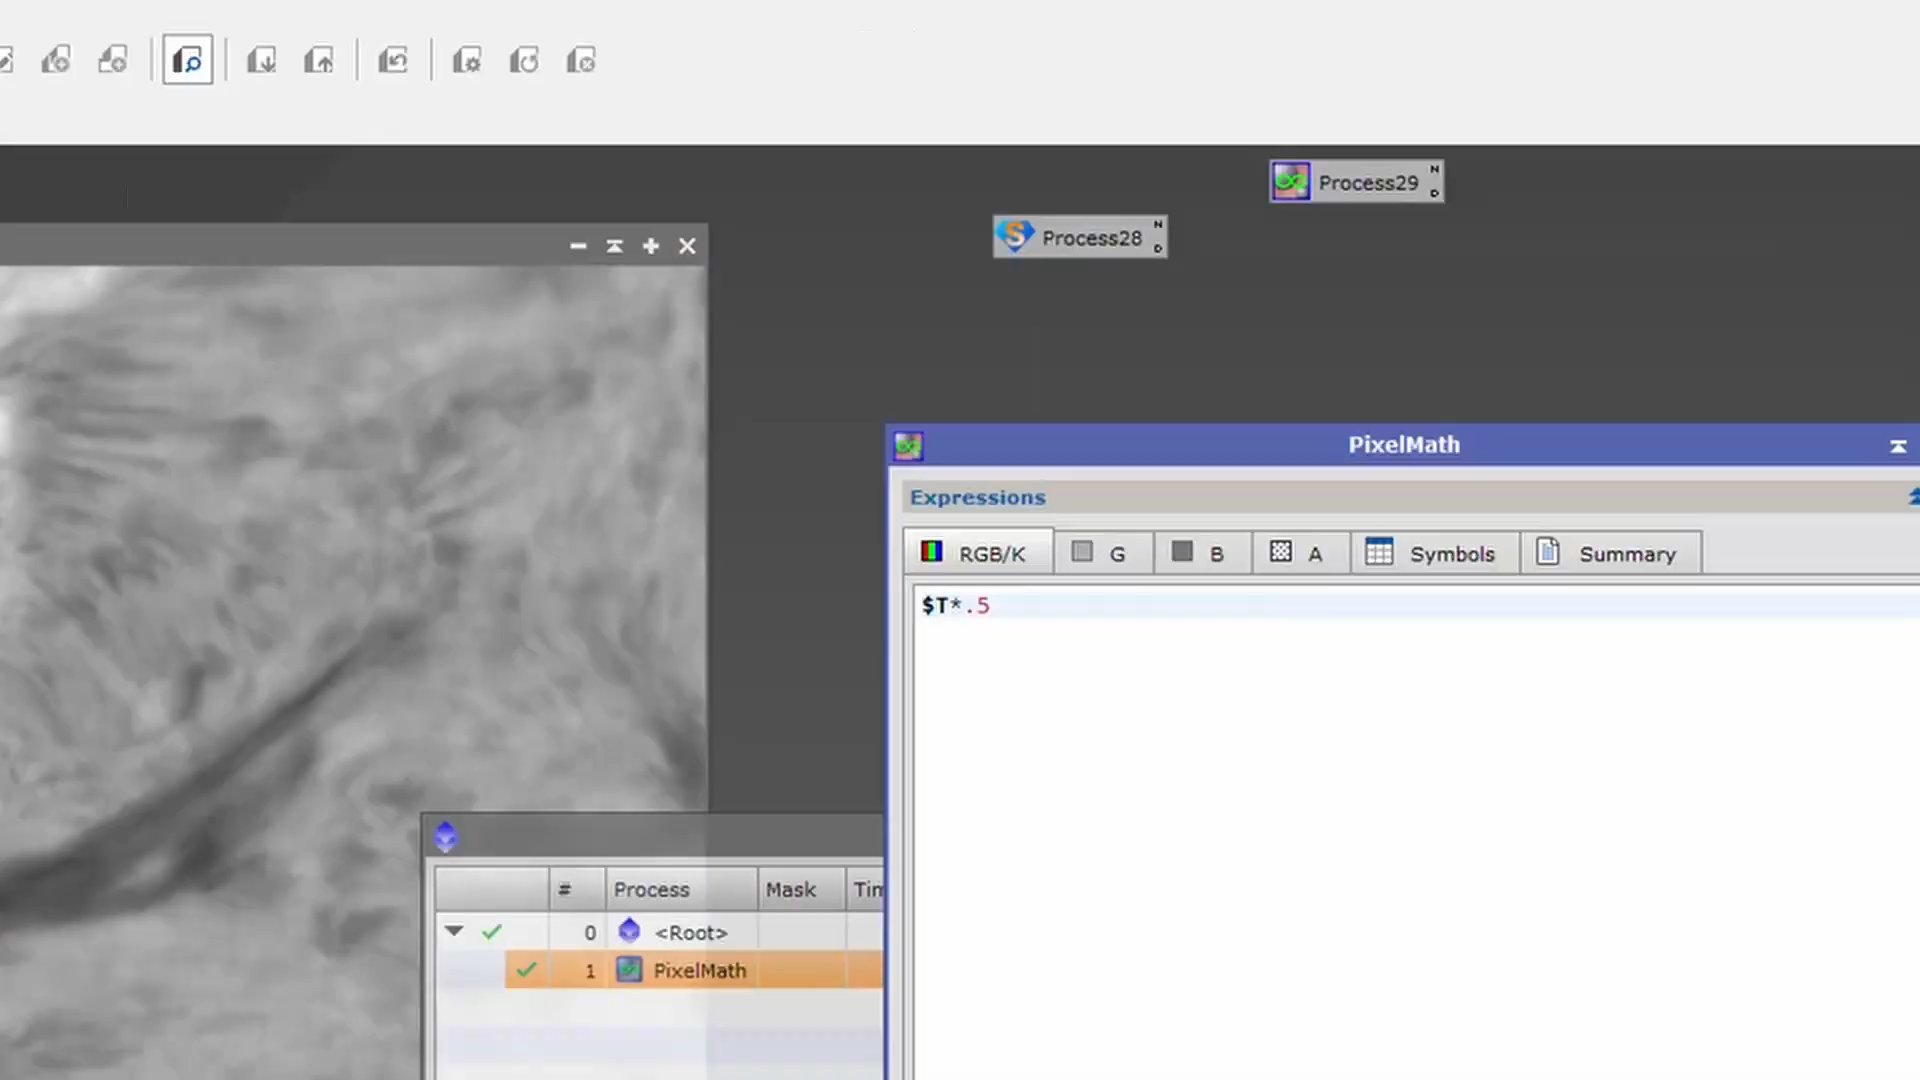 Process29 N D
Process28 N D
PixelMath
Expressions
RGB/K G B A Symbols Summary
$T*.5
# Process Mask Tim
0 <Root>
1 PixelMath